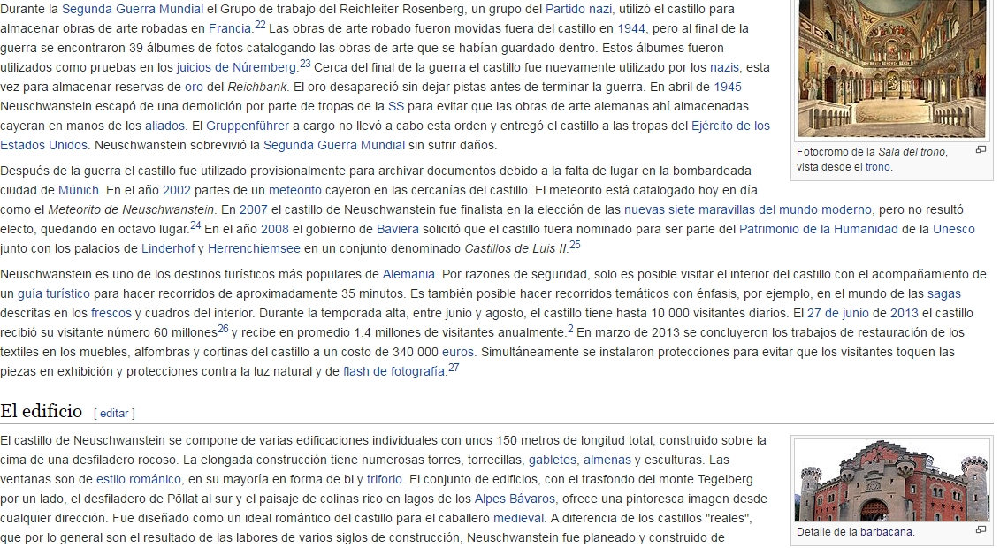 Durante la Segunda Guerra Mundial el Grupo de trabajo del Reichleiter Rosenberg, un grupo del Partido nazi, utilizó el castillo para
almacenar obras de arte robadas en Francia.22 Las obras de arte robado fueron movidas fuera del castillo en 1944, pero al final de la
guerra se encontraron 39 álbumes de fotos catalogando las obras de arte que se habían guardado dentro. Estos álbumes fueron
utilizados como pruebas en los juicios de Núremberg.23 Cerca del final de la guerra el castillo fue nuevamente utilizado por los nazis, esta
vez para almacenar reservas de oro del Reichbank. El oro desapareció sin dejar pistas antes de terminar la guerra. En abril de 1945
Neuschwanstein escapó de una demolición por parte de tropas de la SS para evitar que las obras de arte alemanas ahí almacenadas
cayeran en manos de los aliados. El Gruppenführer a cargo no llevó a cabo esta orden y entregó el castillo a las tropas del Ejército de los
Estados Unidos. Neuschwanstein sobrevivió la Segunda Guerra Mundial sin sufrir daños.
Fotocromo de la Sala del trono,
vista desde el trono.
Después de la guerra el castillo fue utilizado provisionalmente para archivar documentos debido a la falta de lugar en la bombardeada
ciudad de Múnich. En el año 2002 partes de un meteorito cayeron en las cercanías del castillo. El meteorito está catalogado hoy en día
como el Meteorito de Neuschwanstein. En 2007 el castillo de Neuschwanstein fue finalista en la elección de las nuevas siete maravillas del mundo moderno, pero no resultó
electo, quedando en octavo lugar.24 En el año 2008 el gobierno de Baviera solicitó que el castillo fuera nominado para ser parte del Patrimonio de la Humanidad de la Unesco
junto con los palacios de Linderhof y Herrenchiemsee en un conjunto denominado Castillos de Luis II.25
Neuschwanstein es uno de los destinos turísticos más populares de Alemania. Por razones de seguridad, solo es posible visitar el interior del castillo con el acompañamiento de
un guía turístico para hacer recorridos de aproximadamente 35 minutos. Es también posible hacer recorridos temáticos con énfasis, por ejemplo, en el mundo de las sagas
descritas en los frescos y cuadros del interior. Durante la temporada alta, entre junio y agosto, el castillo tiene hasta 10 000 visitantes diarios. El 27 de junio de 2013 el castillo
recibió su visitante número 60 millones26 y recibe en promedio 1.4 millones de visitantes anualmente.2 En marzo de 2013 se concluyeron los trabajos de restauración de los
textiles en los muebles, alfombras y cortinas del castillo a un costo de 340 000 euros. Simultáneamente se instalaron protecciones para evitar que los visitantes toquen las
piezas en exhibición y protecciones contra la luz natural y de flash de fotografía.27
El edificio [ editar ]
El castillo de Neuschwanstein se compone de varias edificaciones individuales con unos 150 metros de longitud total, construido sobre la
cima de una desfiladero rocoso. La elongada construcción tiene numerosas torres, torrecillas, gabletes, almenas y esculturas. Las
ventanas son de estilo románico, en su mayoría en forma de bi y triforio. El conjunto de edificios, con el trasfondo del monte Tegelberg
por un lado, el desfiladero de Pöllat al sur y el paisaje de colinas rico en lagos de los Alpes Bávaros, ofrece una pintoresca imagen desde
cualquier dirección. Fue diseñado como un ideal romántico del castillo para el caballero medieval. A diferencia de los castillos "reales",
que por lo general son el resultado de las labores de varios siglos de construcción, Neuschwanstein fue planeado y construido de
Detalle de la barbacana.